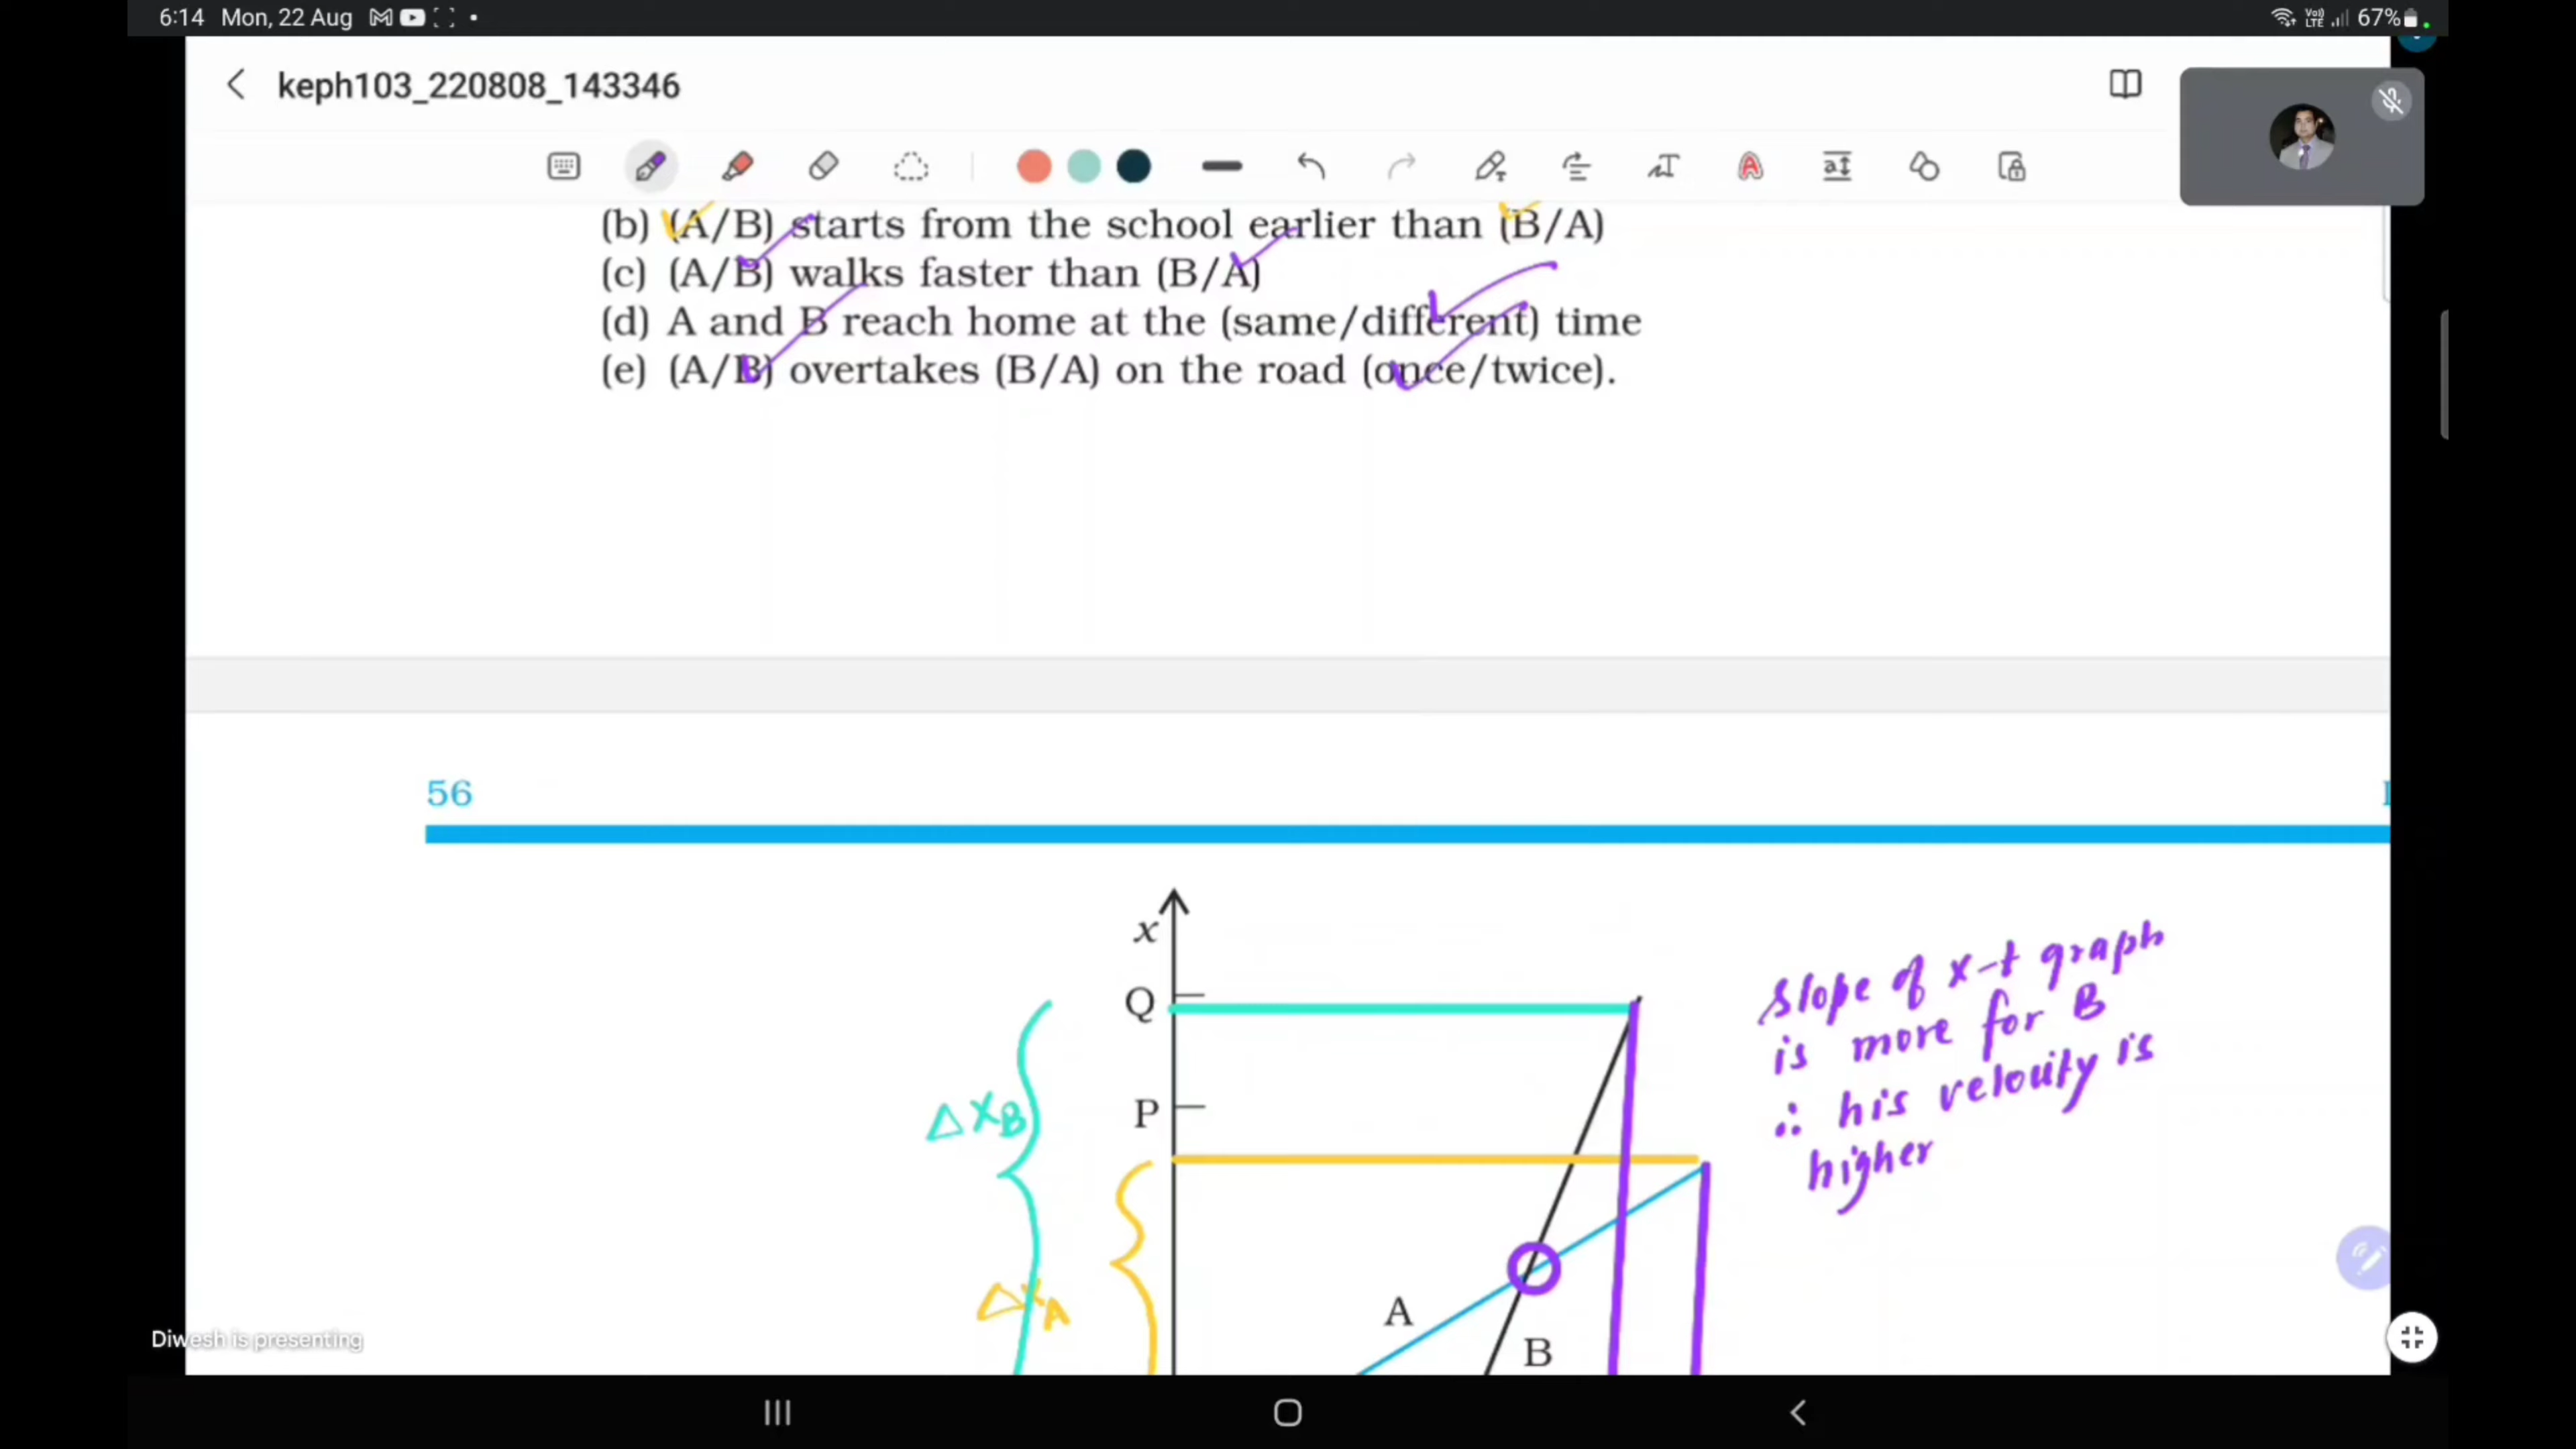 6:14 Mon, 22 Aug
67%
keph103_220808_143346
(b) (A/B) starts from the school earlier than (B/A)
(c) (A/B) walks faster than (B/A)
(d) A and B reach home at the (same/different) time
(e) (A/B) overtakes (B/A) on the road (once/twice).
56
x
Q
P
Δ XB
Δ XA
A
B
Slope of x-t graph
is more for B
∴ his velocity is
higher
Diwesh is presenting